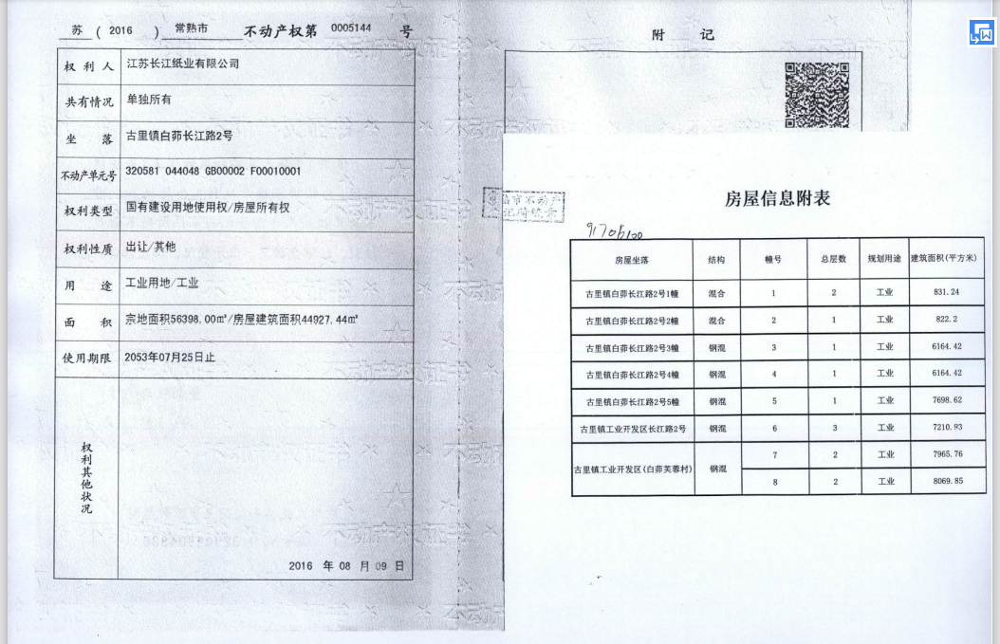 苏 ( 2016 ) 常熟市 不动产权第 0005144 号
权利人 江苏长江纸业有限公司
共有情况 单独所有
坐落 古里镇白茆长江路2号
不动产单元号 320581 044048 GB00002 F00010001
权利类型 国有建设用地使用权/房屋所有权
权利性质 出让/其他
用途 工业用地/工业
面积 宗地面积56398.00㎡/房屋建筑面积44927.44㎡
使用期限 2053年07月25日止
权利其他状况
2016 年 08 月 09 日
附 记
房屋信息附表
房屋坐落 结构 幢号 总层数 规划用途 建筑面积(平方米)
古里镇白茆长江路2号1幢 混合 1 2 工业 831.24
古里镇白茆长江路2号2幢 混合 2 1 工业 822.2
古里镇白茆长江路2号3幢 钢混 3 1 工业 6164.42
古里镇白茆长江路2号4幢 钢混 4 1 工业 6164.42
古里镇白茆长江路2号5幢 钢混 5 1 工业 7698.62
古里镇工业开发区长江路2号 钢混 6 3 工业 7210.93
古里镇工业开发区(白茆芙蓉村) 钢混 7 2 工业 7965.76
8 2 工业 8069.85